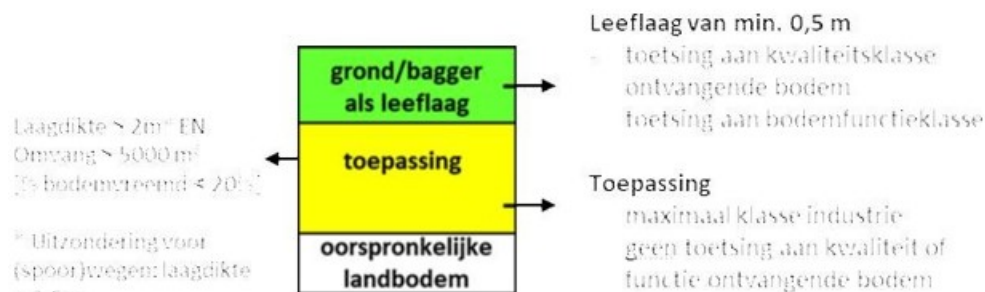 Leeflaag van min. 0,5 m
- toetsing aan kwaliteitsklasse
ontvangende bodem
toetsing aan bodemfunctieklasse
grond/bagger
als leeflaag
Laagdikte > 2m* EN
Omvang > 5000 m³
[% bodemvreemd < 20%]
toepassing
Toepassing
maximaal klasse industrie
geen toetsing aan kwaliteit of
functie ontvangende bodem
* Uitzondering voor
(spoor)wegen: laagdikte
oorspronkelijke
landbodem